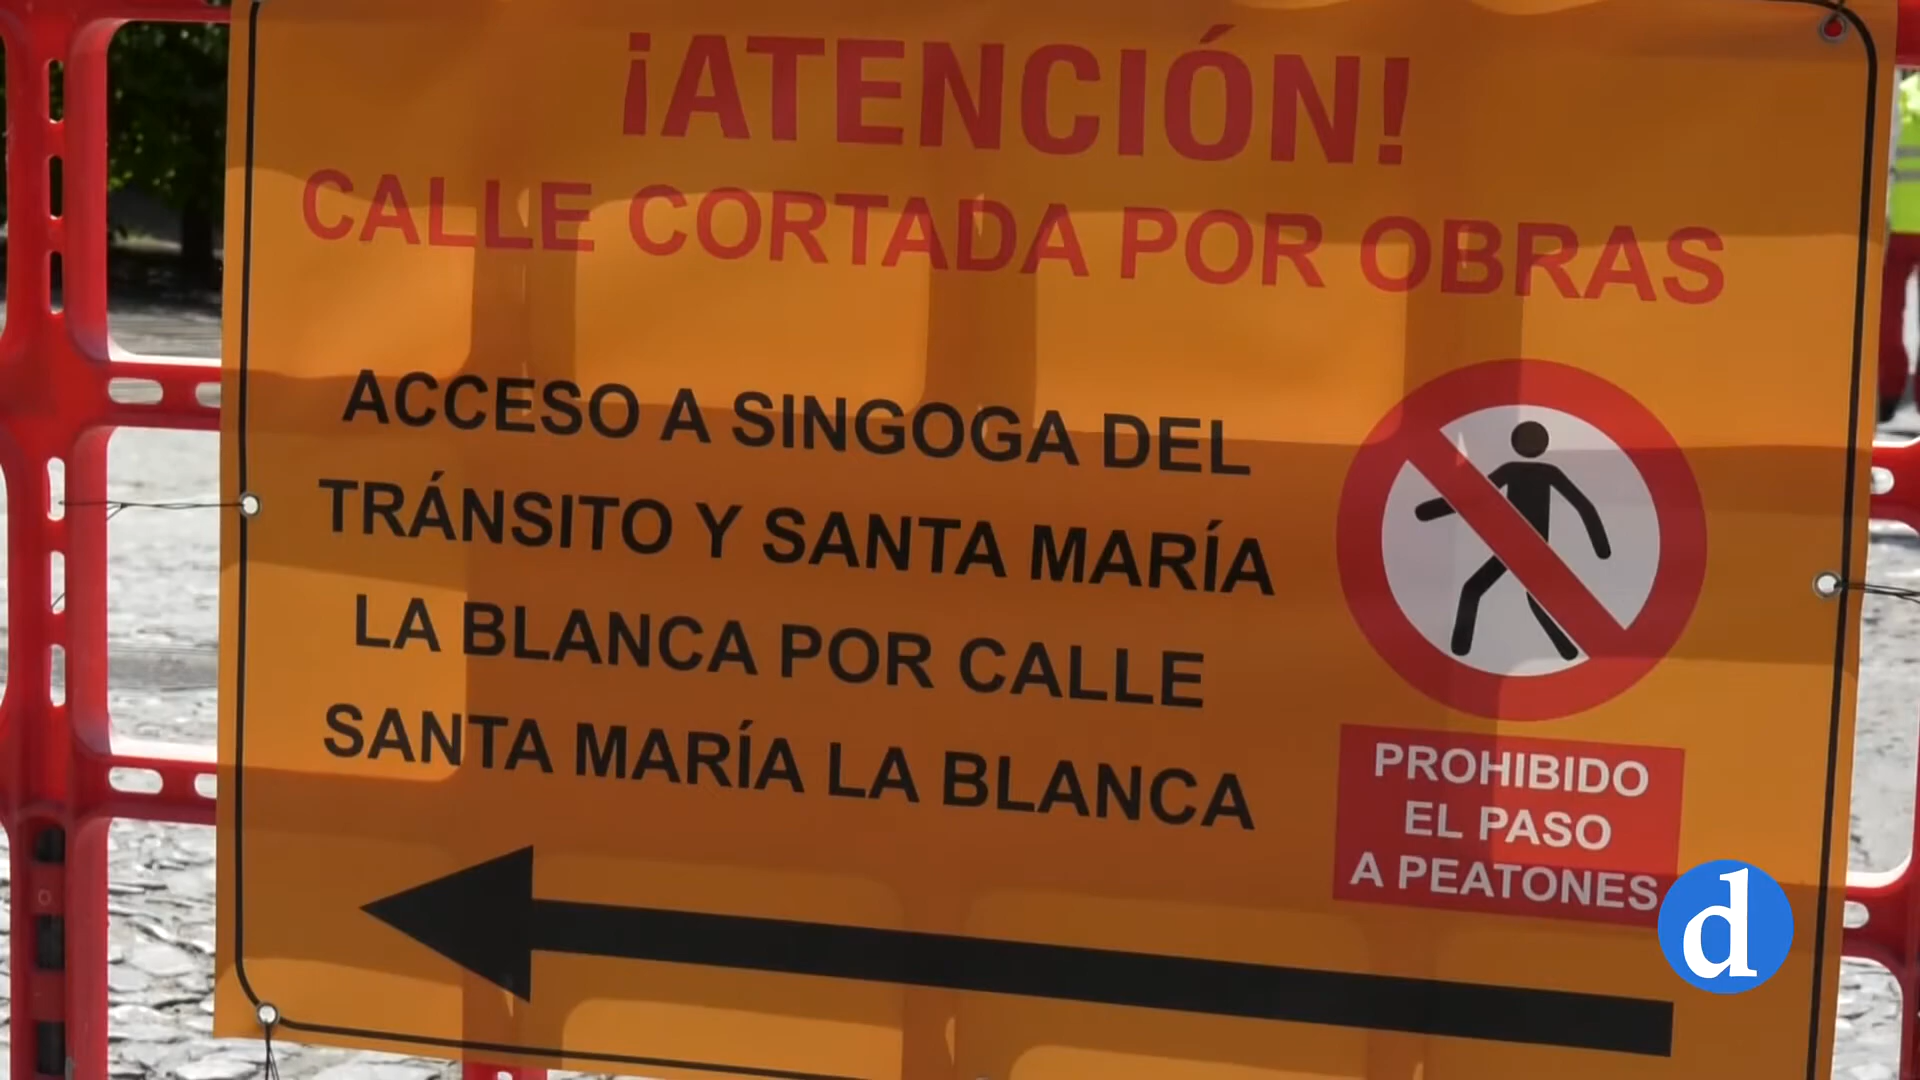 ¡ATENCIÓN!
CALLE CORTADA POR OBRAS
ACCESO A SINGOGA DEL
TRÁNSITO Y SANTA MARÍA
LA BLANCA POR CALLE
SANTA MARÍA LA BLANCA
PROHIBIDO
EL PASO
A PEATONES
d